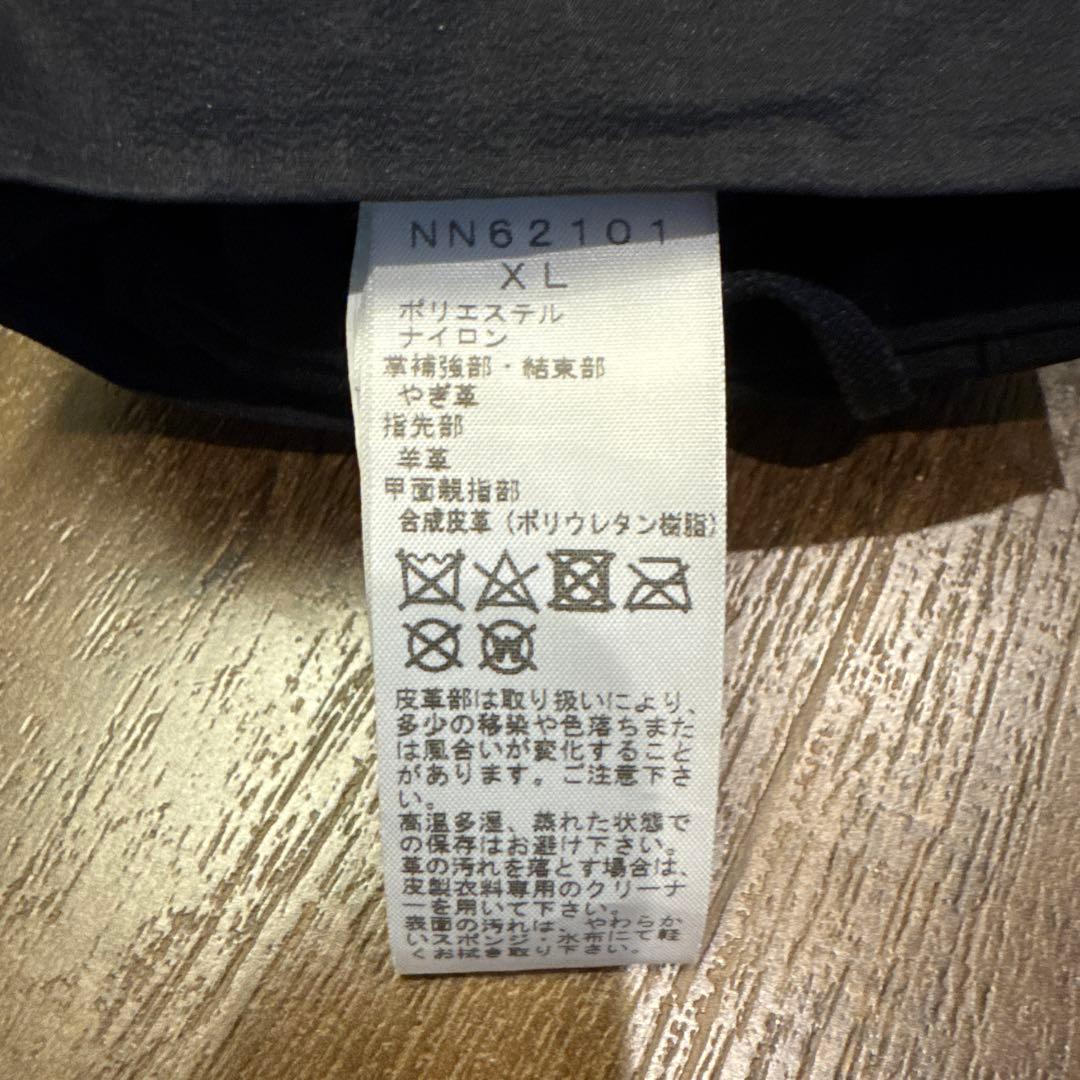 NN62101
XL
ポリエステル
ナイロン
掌補強部・結束部
やぎ革
指先部
羊革
甲面親指部
合成皮革(ポリウレタン樹脂)
W
皮革部は取り扱いにより、
多少の移染や色落ちまた
は風合いが変化すること
があります。ご注意下さ
い。
高温多湿、蒸れた状態で
の保存はお避け下さい。
革の汚れを落とす場合は、
皮製衣料専用のクリーナ
ーを用いて下さい。
表面の汚れは、やわらか
いスポンジ・水布にて軽
くお拭き取り下さい。